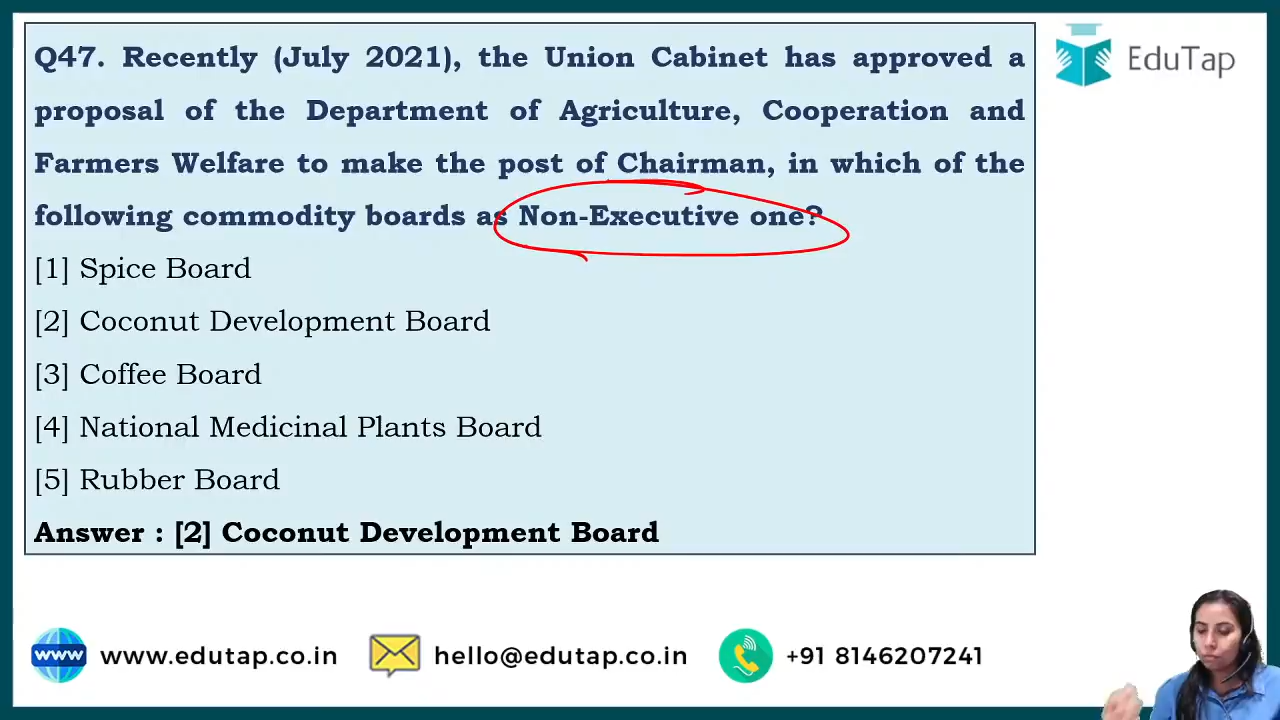 Q47. Recently (July 2021), the Union Cabinet has approved a
proposal of the Department of Agriculture, Cooperation and
Farmers Welfare to make the post of Chairman, in which of the
following commodity boards as Non-Executive one?
[1] Spice Board
[2] Coconut Development Board
[3] Coffee Board
[4] National Medicinal Plants Board
[5] Rubber Board
Answer : [2] Coconut Development Board
EduTap
www www.edutap.co.in hello@edutap.co.in +91 8146207241